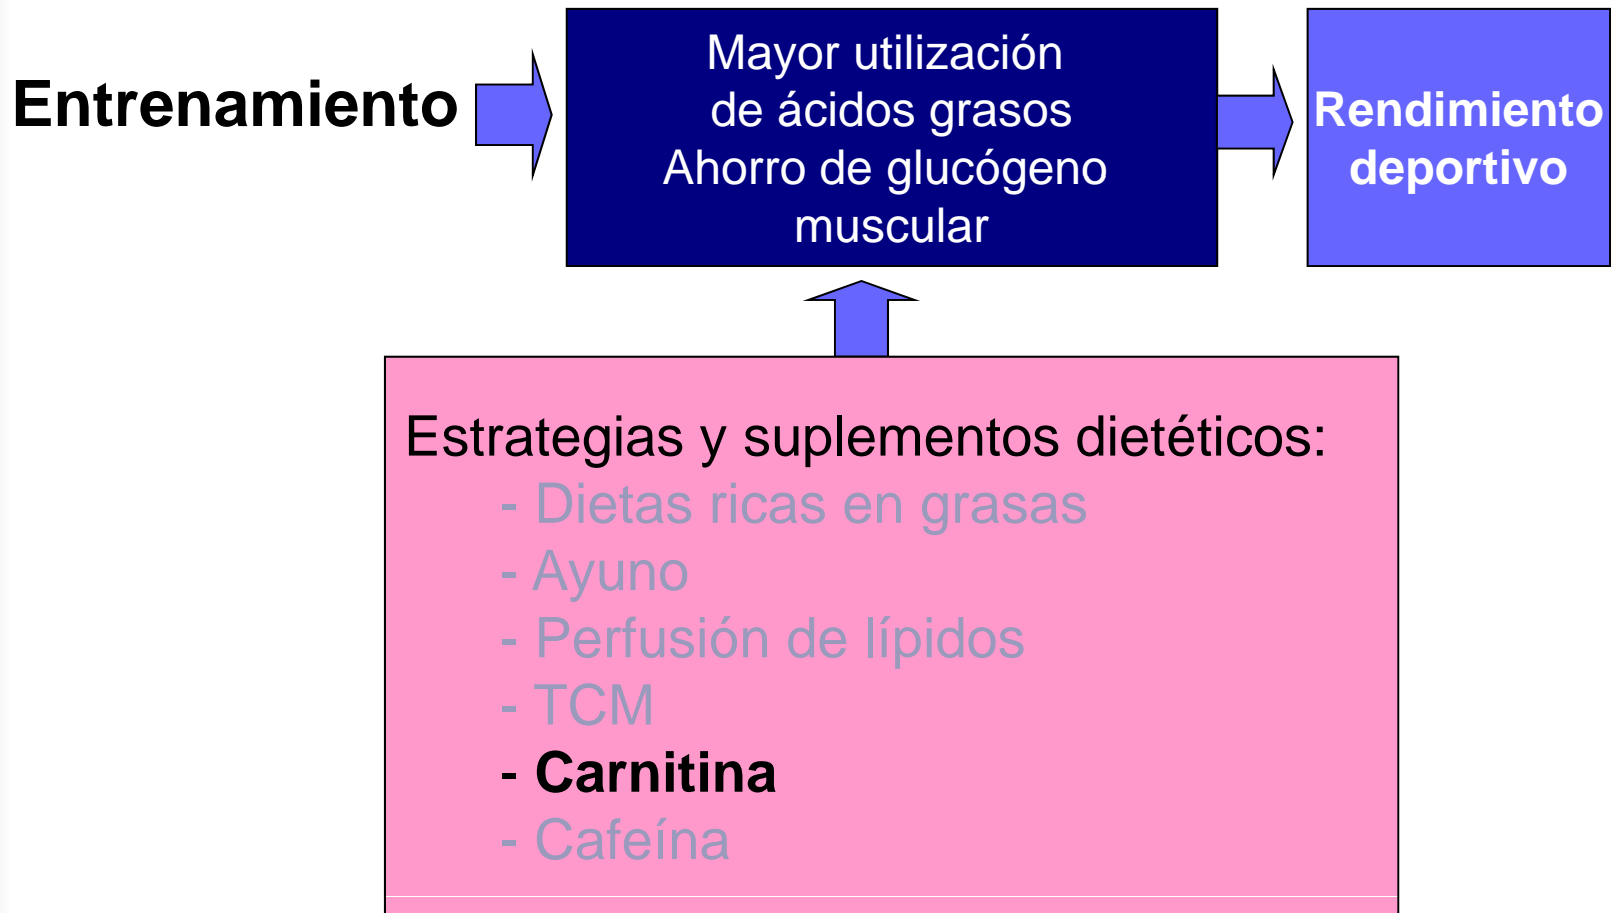 Entrenamiento
Mayor utilización
de ácidos grasos
Ahorro de glucógeno
muscular
Rendimiento
deportivo
Estrategias y suplementos dietéticos:
- Dietas ricas en grasas
- Ayuno
- Perfusión de lípidos
- TCM
- Carnitina
- Cafeína